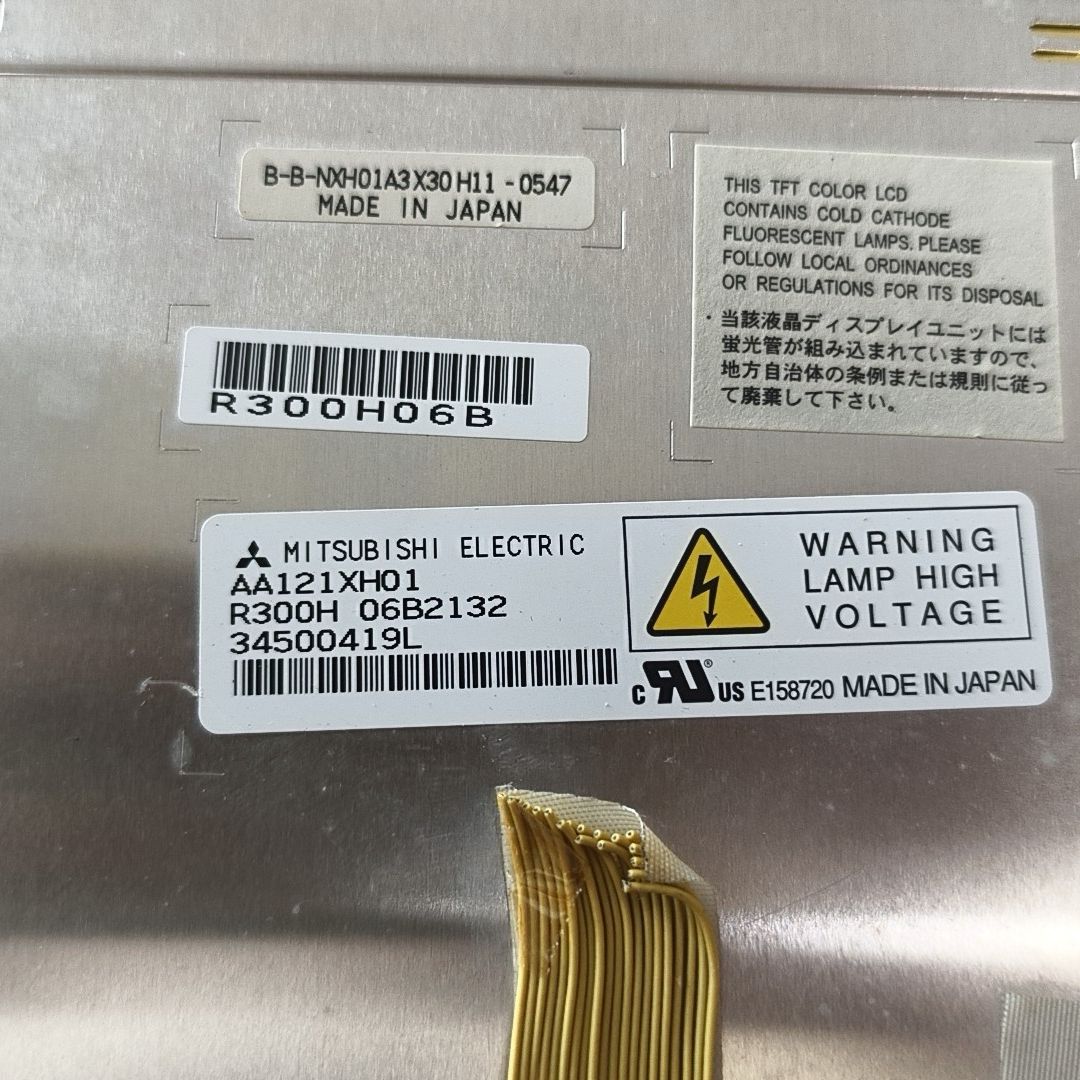 B-B-NXH01A3X30H11-0547
MADE IN JAPAN
THIS TFT COLOR LCD
CONTAINS COLD CATHODE
FLUORESCENT LAMPS. PLEASE
FOLLOW LOCAL ORDINANCES
OR REGULATIONS FOR ITS DISPOSAL
・当該液晶ディスプレイユニットには
蛍光管が組み込まれていますので、
地方自治体の条例または規則に従っ
て廃棄して下さい。
R300H06B
MITSUBISHI ELECTRIC
AA121XH01
R300H 06B2132
34500419L
WARNING
LAMP HIGH
VOLTAGE
c RU® US E158720 MADE IN JAPAN